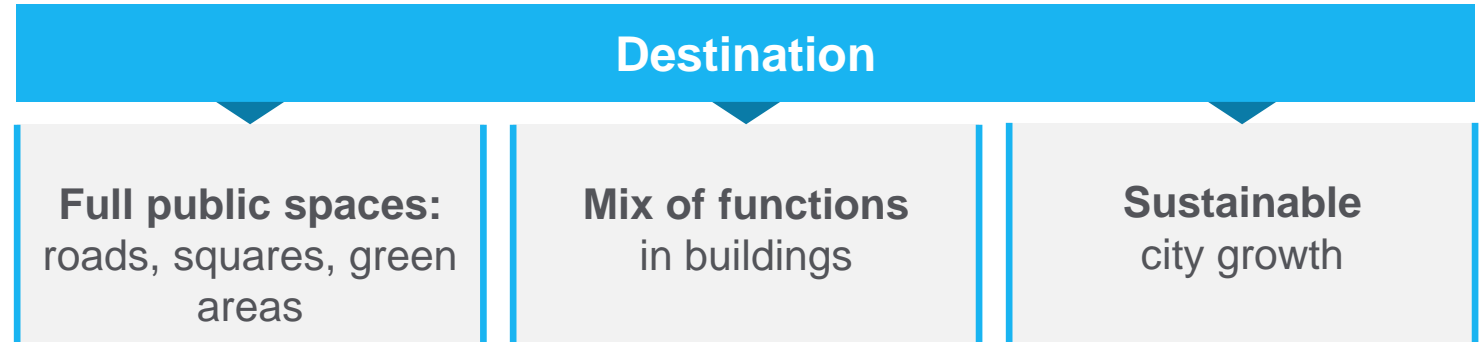 Destination
Full public spaces:
roads, squares, green
areas
Mix of functions
in buildings
Sustainable
city growth